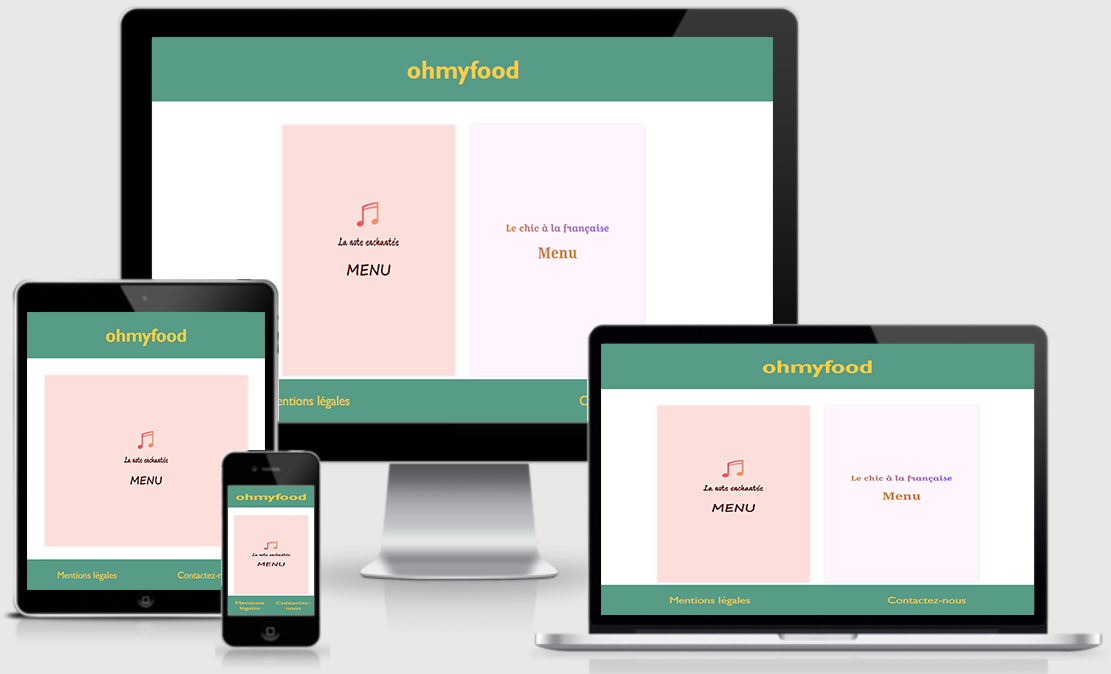 ohmyfood
La note enchantée
MENU
Le chic à la française
Menu
entions légales
C
ohmyfood
La note enchantée
MENU
Mentions légales
Contactez-n
ohmyfood
La note enchantée
MENU
Mentions
légales
Contactez-
nous
ohmyfood
La note enchantée
MENU
Le chic à la française
Menu
Mentions légales
Contactez-nous